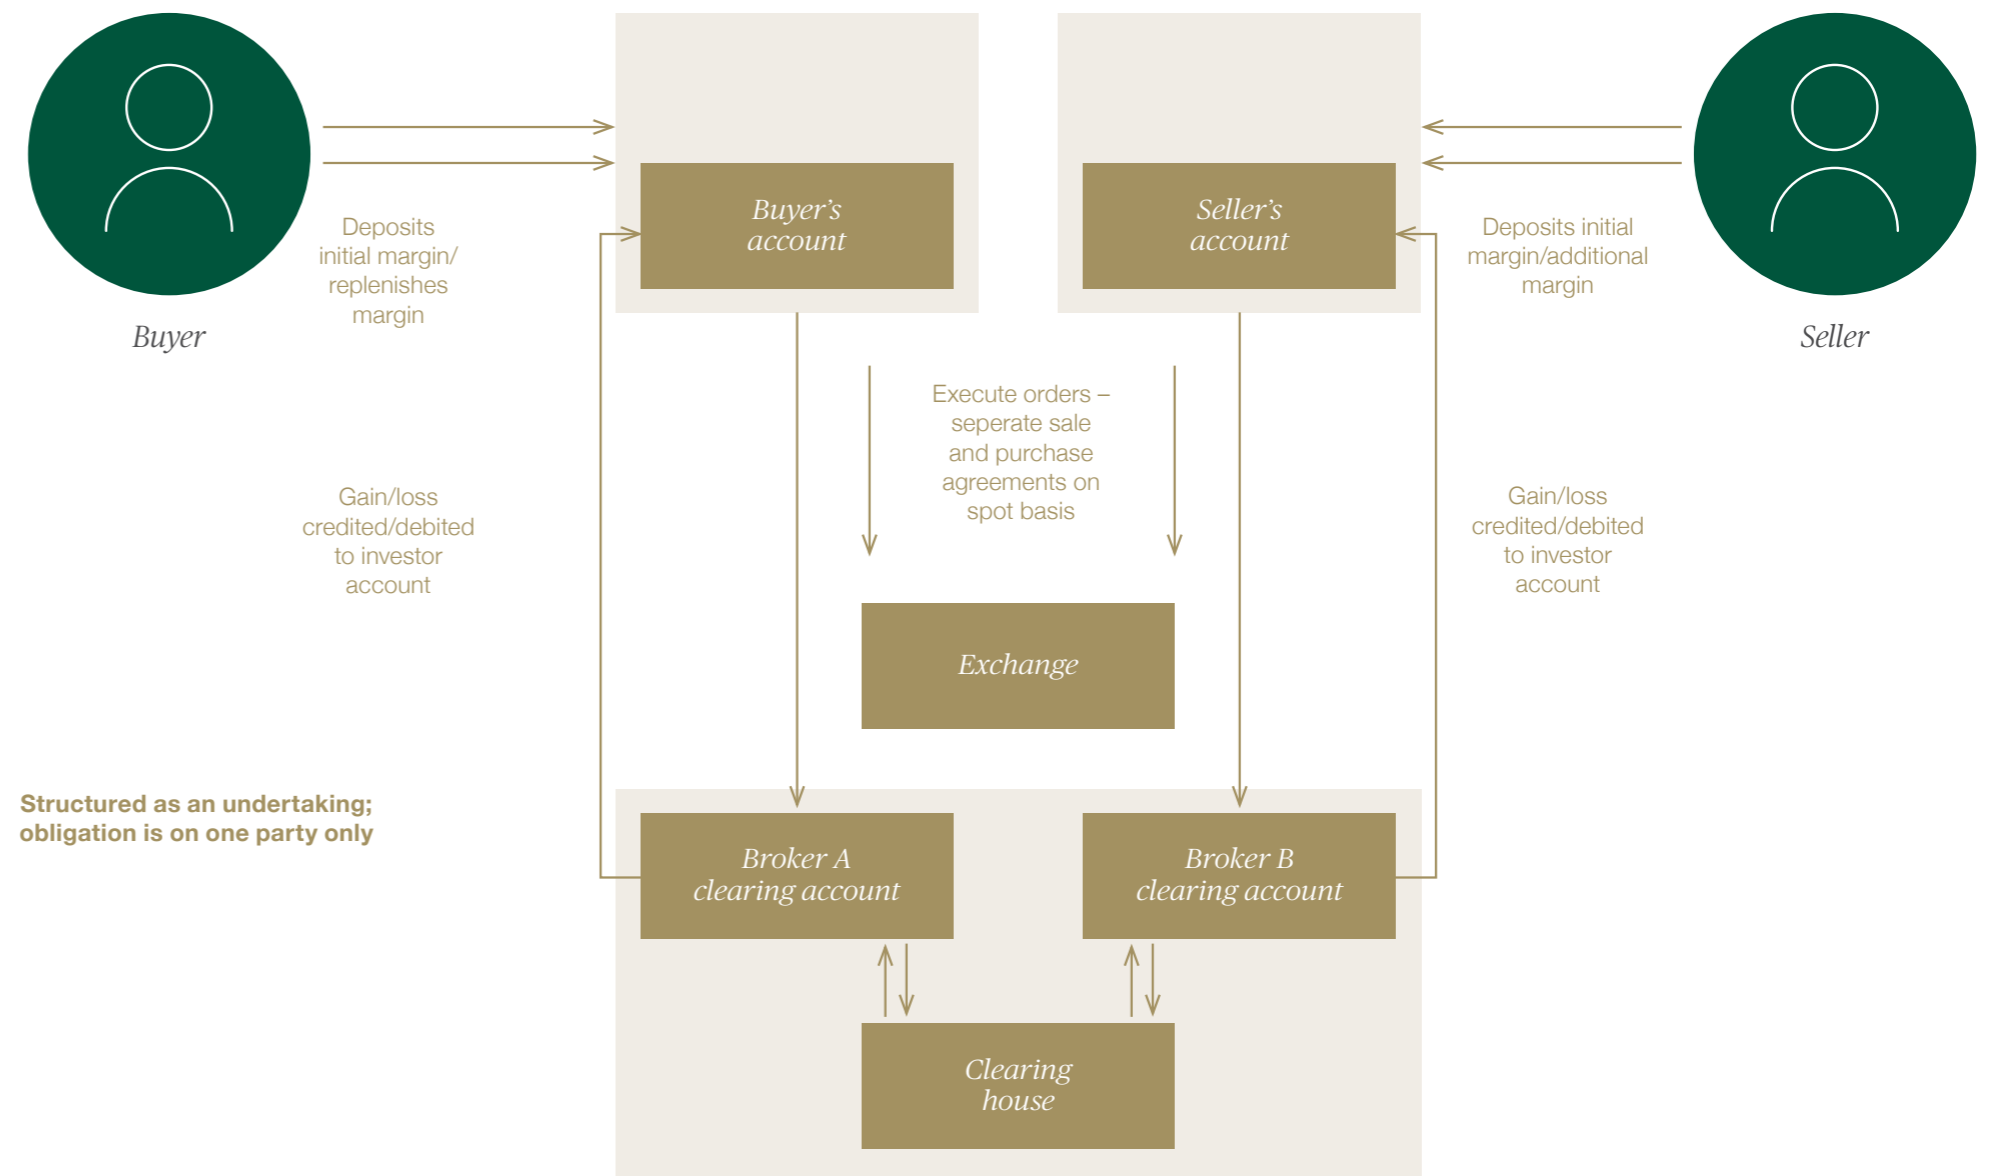 Buyer's
account
Seller's
account
Deposits
initial margin/
replenishes
margin
Deposits initial
margin/additional
margin
Buyer
Seller
Execute orders –
seperate sale
and purchase
agreements on
spot basis
Gain/loss
credited/debited
to investor
account
Gain/loss
credited/debited
to investor
account
Exchange
Structured as an undertaking;
obligation is on one party only
Broker A
clearing account
Broker B
clearing account
Clearing
house